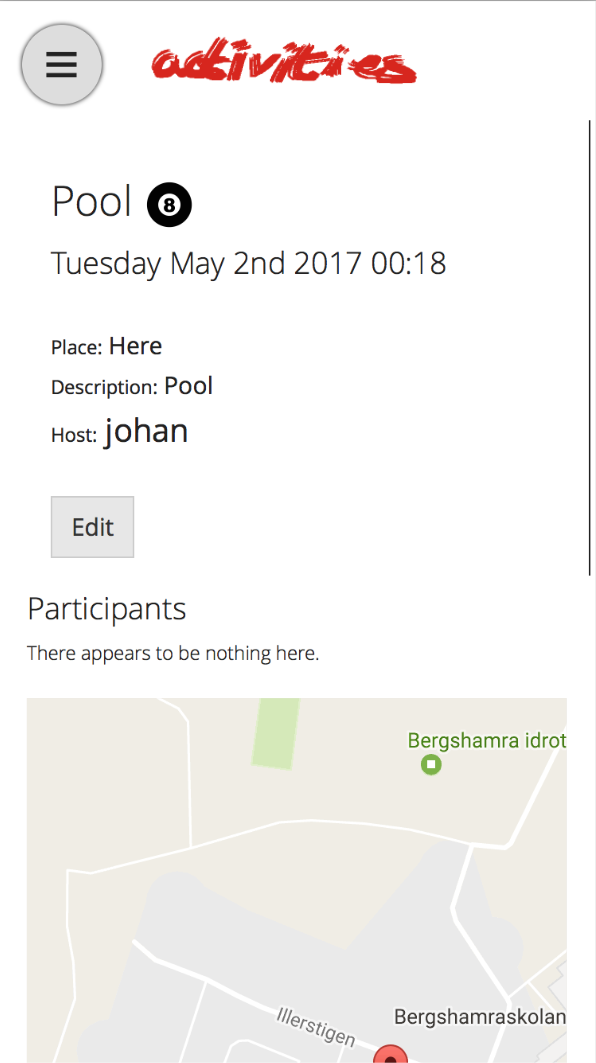 activities
Pool 8
Tuesday May 2nd 2017 00:18
Place: Here
Description: Pool
Host: johan
Edit
Participants
There appears to be nothing here.
Bergshamra idrot
Illerstigen
Bergshamraskolan